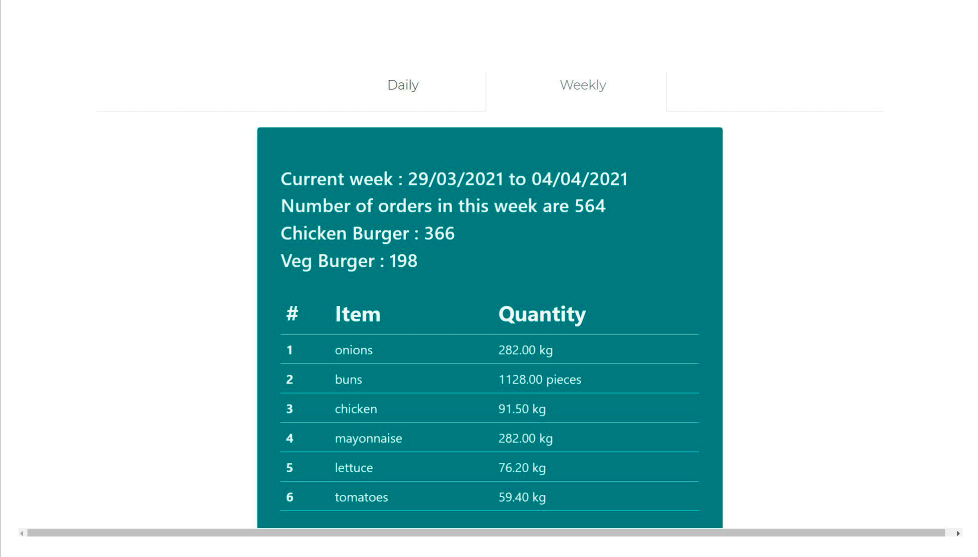 Daily Weekly
Current week : 29/03/2021 to 04/04/2021
Number of orders in this week are 564
Chicken Burger : 366
Veg Burger : 198
# Item Quantity
1 onions 282.00 kg
2 buns 1128.00 pieces
3 chicken 91.50 kg
4 mayonnaise 282.00 kg
5 lettuce 76.20 kg
6 tomatoes 59.40 kg